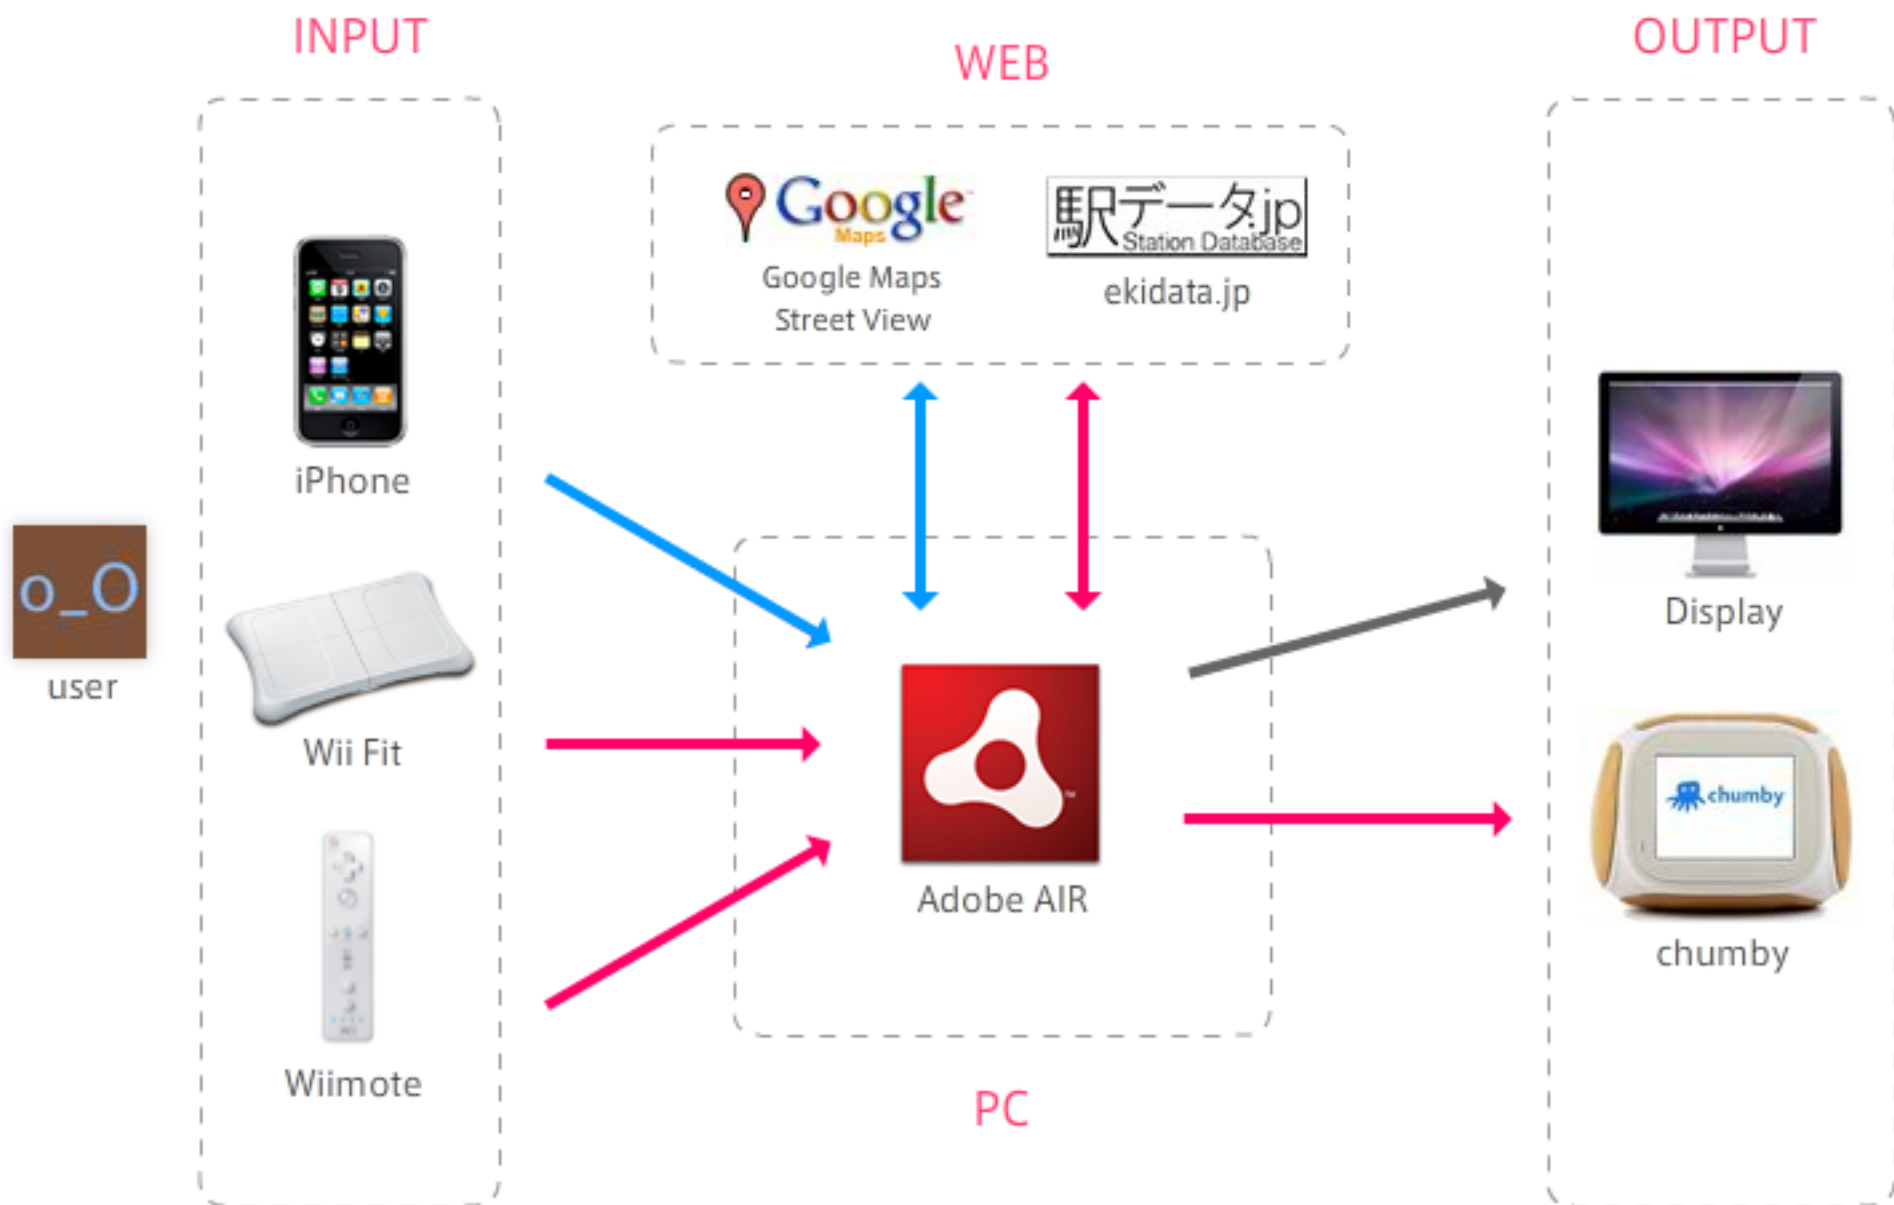 INPUT
WEB
OUTPUT
Google
Maps
駅データ.jp
Station Database
Google Maps
Street View
ekidata.jp
iPhone
o_O
user
Wii Fit
Wiimote
Adobe AIR
PC
Display
chumby
chumby